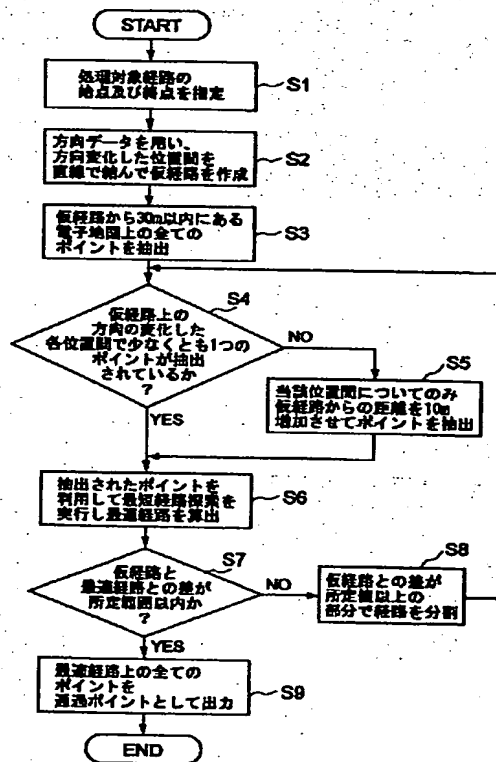 START
処理対象経路の
始点及び終点を指定
S1
方向データを用い、
方向変化した位置間を
直線で結んで仮経路を作成
S2
仮経路から30m以内にある
電子地図上の全ての
ポイントを抽出
S3
S4
仮経路上の
方向の変化した
各位置間で少なくとも1つの
ポイントが抽出
されているか
?
NO
YES
S5
当該位置間についてのみ
仮経路からの距離を10m
増加させてポイントを抽出
抽出されたポイントを
利用して最短経路探索を
実行し最適経路を算出
S6
S7
仮経路と
最適経路との差が
所定範囲以内か
?
NO
YES
S8
仮経路との差が
所定値以上の
部分で経路を分割
最適経路上の全ての
ポイントを
通過ポイントとして出力
S9
END